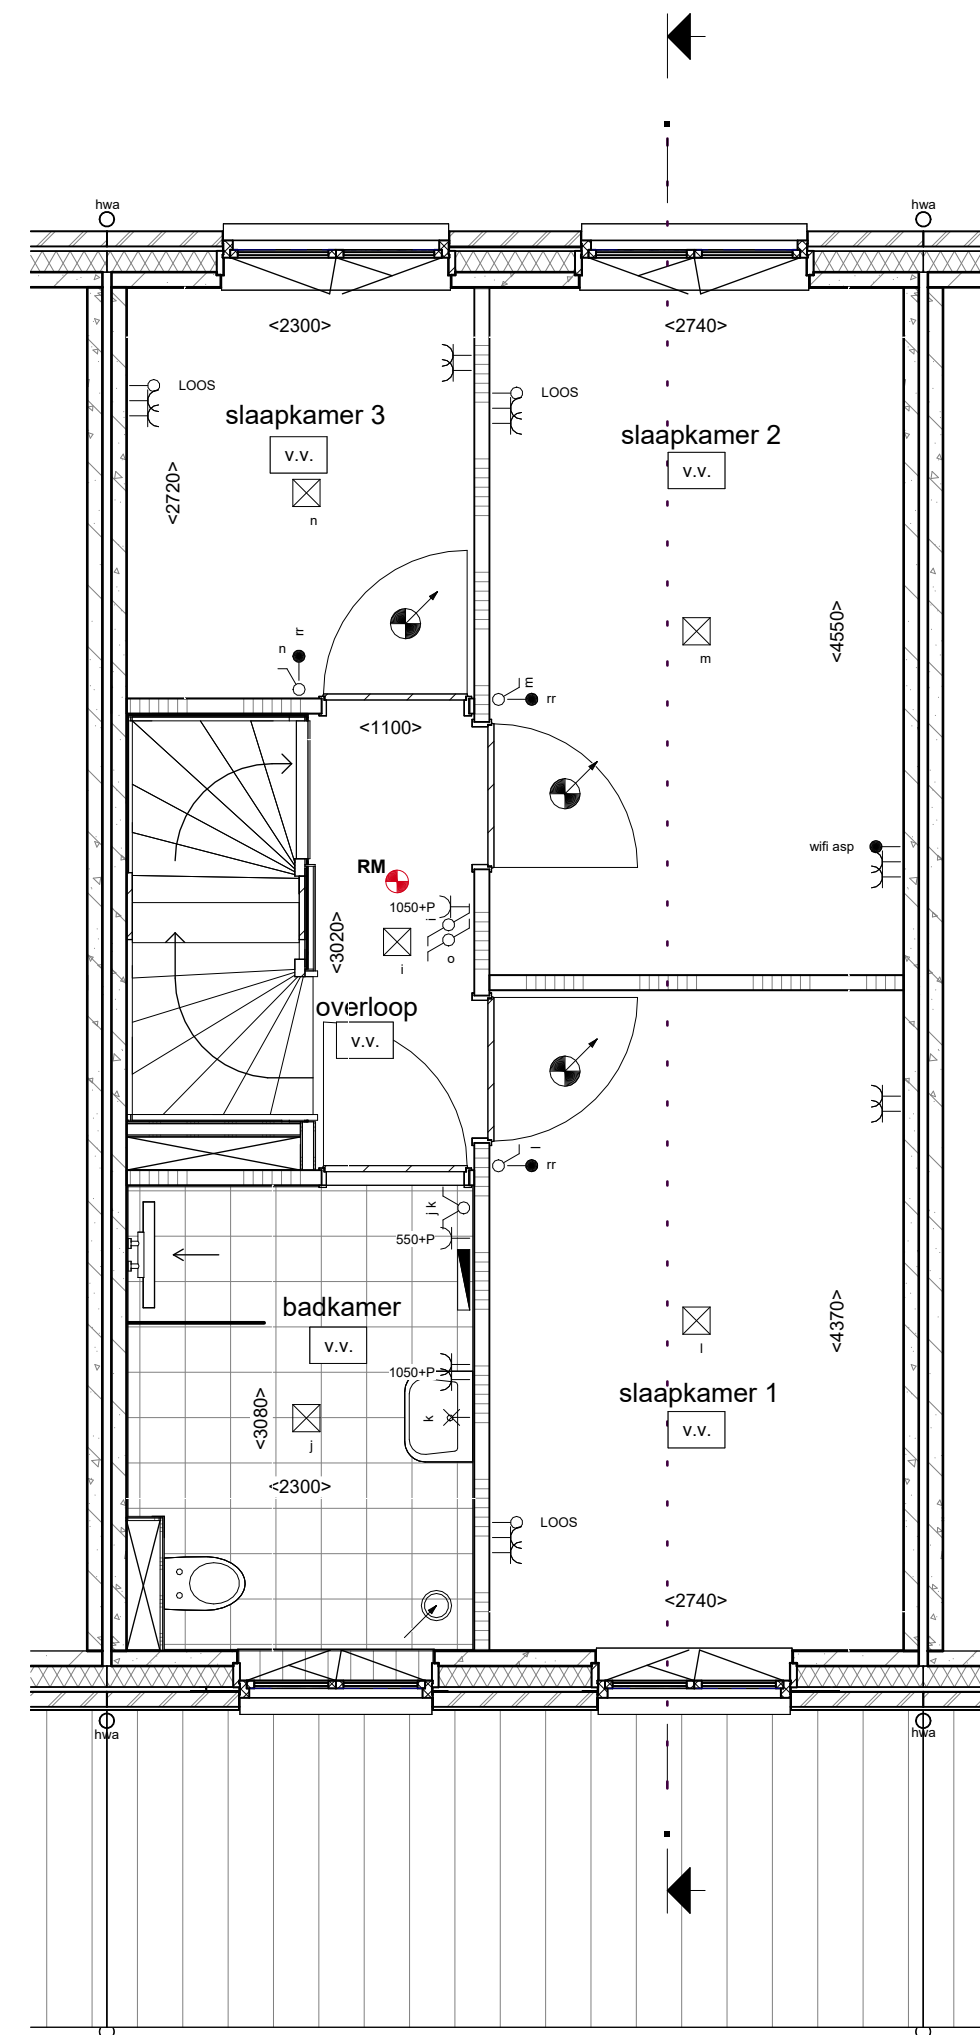 hwa
hwa
<2300>
<2740>
LOOS
LOOS
slaapkamer 3
slaapkamer 2
v.v.
v.v.
<2720>
n
<4550>
rr
n
m
m
rr
<1100>
wifi asp
RM
1050+P
i
<3020>
i
o
overloop
v.v.
l
rr
j k
550+P
badkamer
v.v.
<4370>
l
1050+P
slaapkamer 1
<3080>
k
j
v.v.
<2300>
LOOS
<2740>
hwa
hwa